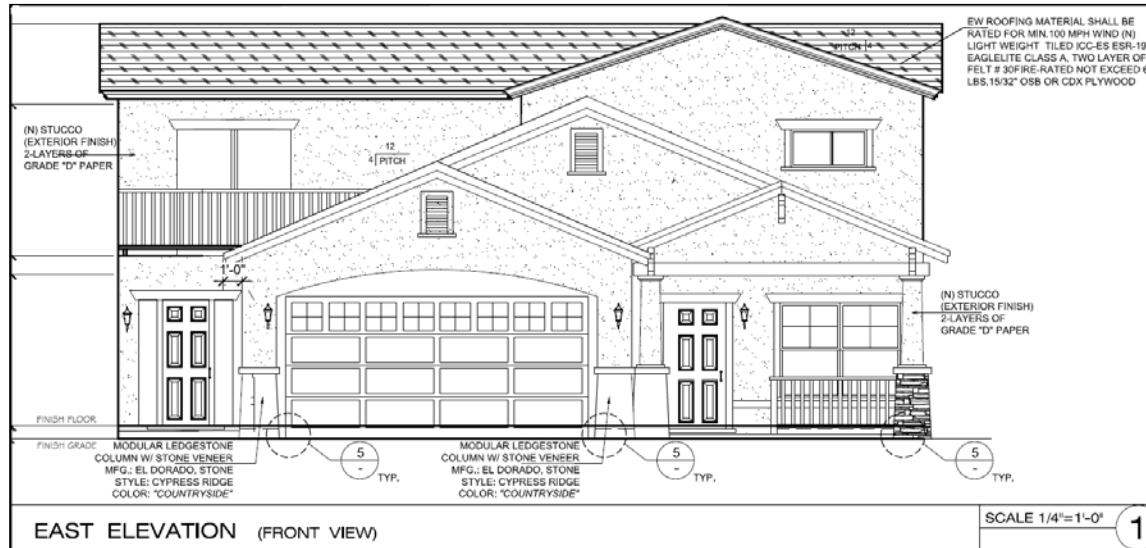 EW ROOFING MATERIAL SHALL BE
RATED FOR MIN.100 MPH WIND (N)
LIGHT WEIGHT TILED ICC-ES ESR-19
EAGLELITE CLASS A, TWO LAYER OF
FELT # 30FIRE-RATED NOT EXCEED 6
LBS,15/32" OSB OR CDX PLYWOOD
12
PITCH 4
(N) STUCCO
(EXTERIOR FINISH)
2-LAYERS OF
GRADE "D" PAPER
12
4 PITCH
1'-0"
(N) STUCCO
(EXTERIOR FINISH)
2-LAYERS OF
GRADE "D" PAPER
FINISH FLOOR
FINISH GRADE
MODULAR LEDGESTONE
COLUMN W/ STONE VENEER
MFG.: EL DORADO, STONE
STYLE: CYPRESS RIDGE
COLOR: "COUNTRYSIDE"
5
-
TYP.
MODULAR LEDGESTONE
COLUMN W/ STONE VENEER
MFG.: EL DORADO, STONE
STYLE: CYPRESS RIDGE
COLOR: "COUNTRYSIDE"
5
-
TYP.
5
-
TYP.
EAST ELEVATION (FRONT VIEW)
SCALE 1/4"=1'-0"
1